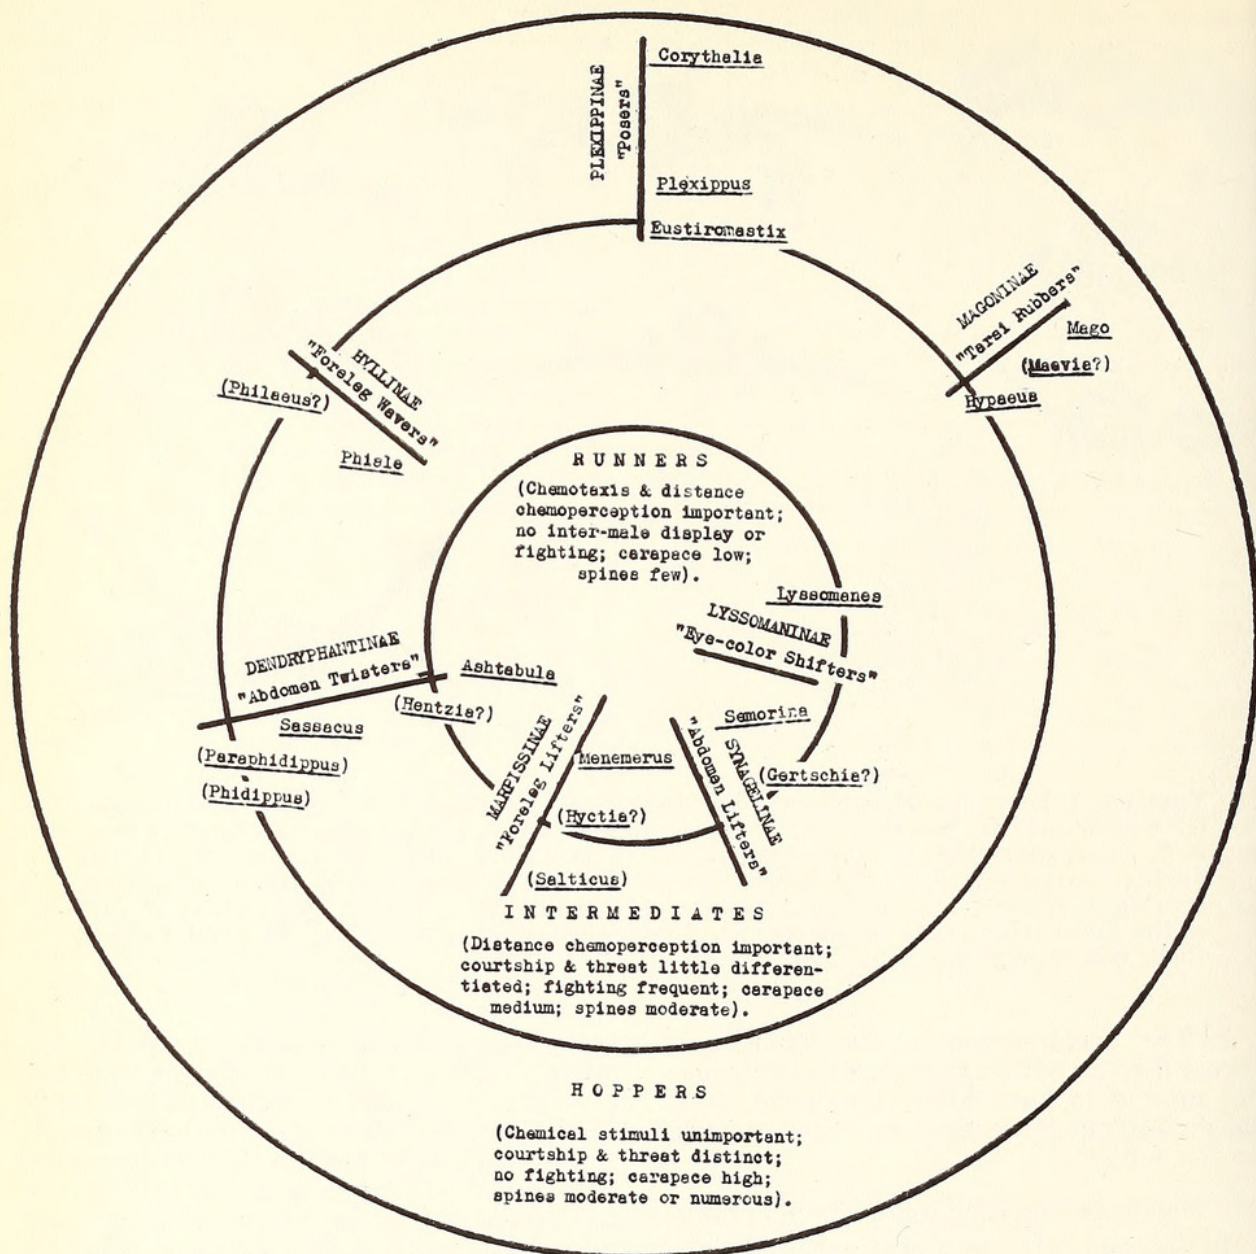 Corythalia
PLEXIPPINAE
"Posers"
Plexippus
Eustiromastix
MAGONINAE
"Tarsi Rubbers"
Mago
(Maevia?)
Hypaeus
HYLLINAE
"Foreleg Wavers"
(Philaeus?)
Phiale
RUNNERS
(Chemotaxis & distance
chemoperception important;
no inter-male display or
fighting; carapace low;
spines few).
Lyssomanes
LYSSOMANINAE
"Eye-color Shifters"
DENDRYPHANTINAE
"Abdomen Twisters"
Ashtabula
(Hentzia?)
Sassacus
(Paraphidippus)
(Phidippus)
MARPISSINAE
"Foreleg Lifters"
Menemerus
(Hyctia?)
(Salticus)
Semorina
SYNAGELINAE
"Abdomen Lifters"
(Gertschia?)
INTERMEDIATES
(Distance chemoperception important;
courtship & threat little differen-
tiated; fighting frequent; carapace
medium; spines moderate).
HOPPERS
(Chemical stimuli unimportant;
courtship & threat distinct;
no fighting; carapace high;
spines moderate or numerous).